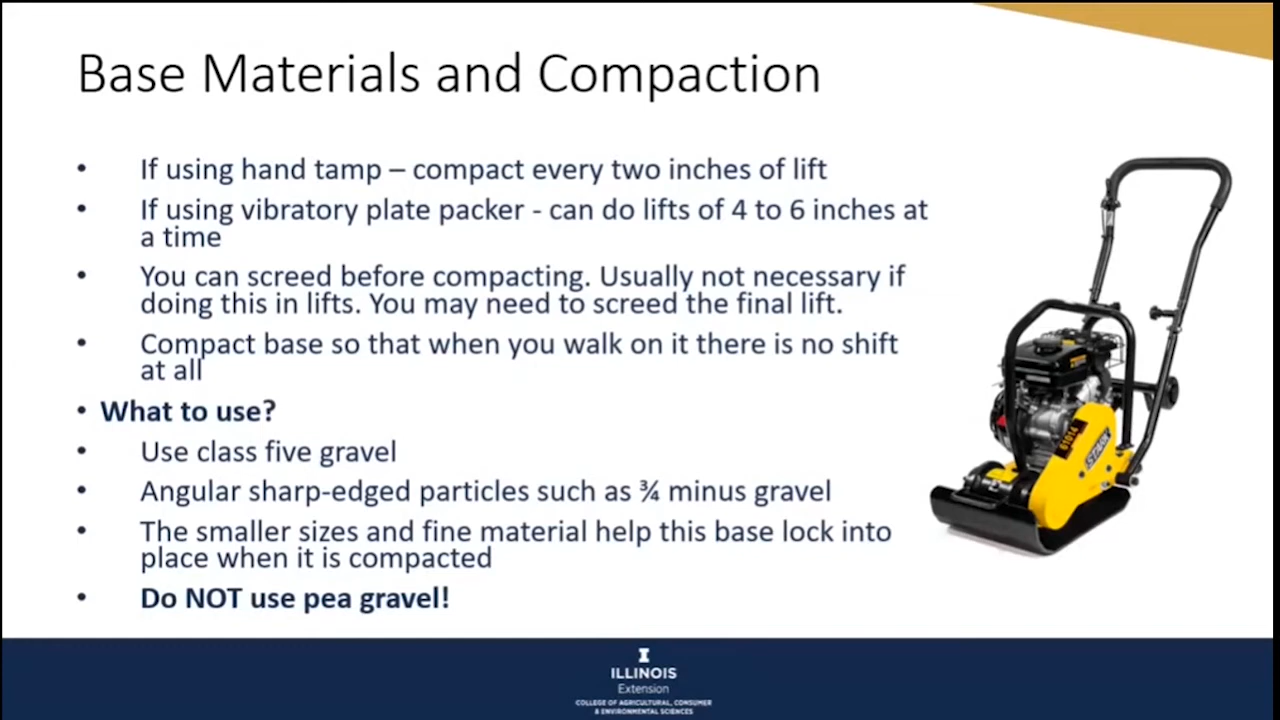 Base Materials and Compaction
• If using hand tamp – compact every two inches of lift
• If using vibratory plate packer - can do lifts of 4 to 6 inches at
a time
• You can screed before compacting. Usually not necessary if
doing this in lifts. You may need to screed the final lift.
• Compact base so that when you walk on it there is no shift
at all
• What to use?
• Use class five gravel
• Angular sharp-edged particles such as ¾ minus gravel
• The smaller sizes and fine material help this base lock into
place when it is compacted
• Do NOT use pea gravel!
61014
STARK
I
ILLINOIS
Extension
COLLEGE OF AGRICULTURAL, CONSUMER
& ENVIRONMENTAL SCIENCES